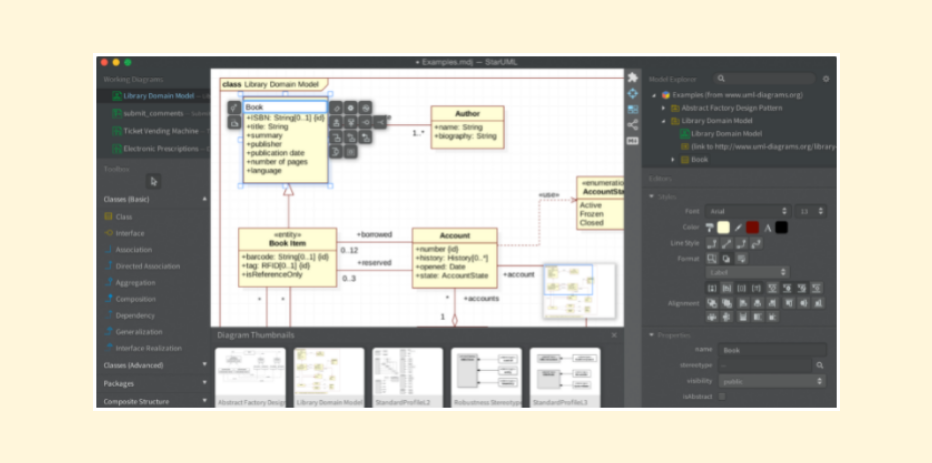 Examples.mdj — StarUML
Working Diagrams
Library Domain Model
submit_comments
Ticket Vending Machine
Electronic Prescriptions
Toolbox
Classes (Basic)
Class
Interface
Association
Directed Association
Aggregation
Composition
Dependency
Generalization
Interface Realization
Classes (Advanced)
Packages
Composite Structure
class Library Domain Model
Book
+ISBN: String[0..1] {id}
+title: String
+summary
+publisher
+publication date
+number of pages
+language
1..*
Author
+name: String
+biography: String
«use»
«enumeratio
AccountSta
Active
Frozen
Closed
«entity»
Book Item
+barcode: String[0..1] {id}
+tag: RFID[0..1] {id}
+isReferenceOnly
+borrowed
0..12
+reserved
0..3
Account
+number {id}
+history: History[0..*]
+opened: Date
+state: AccountState
+account
*
*
*
+accounts
1
Diagram Thumbnails
Abstract Factory Design
Library Domain Model
StandardProfileL2
Robustness Stereotype
StandardProfileL3
Model Explorer
Examples (from www.uml-diagrams.org)
Abstract Factory Design Pattern
Library Domain Model
Library Domain Model
(link to http://www.uml-diagrams.org/library
Book
Editors
Styles
Font
Arial
13
Color
A
Line Style
Format
Label
Alignment
Properties
name
Book
stereotype
visibility
public
isAbstract